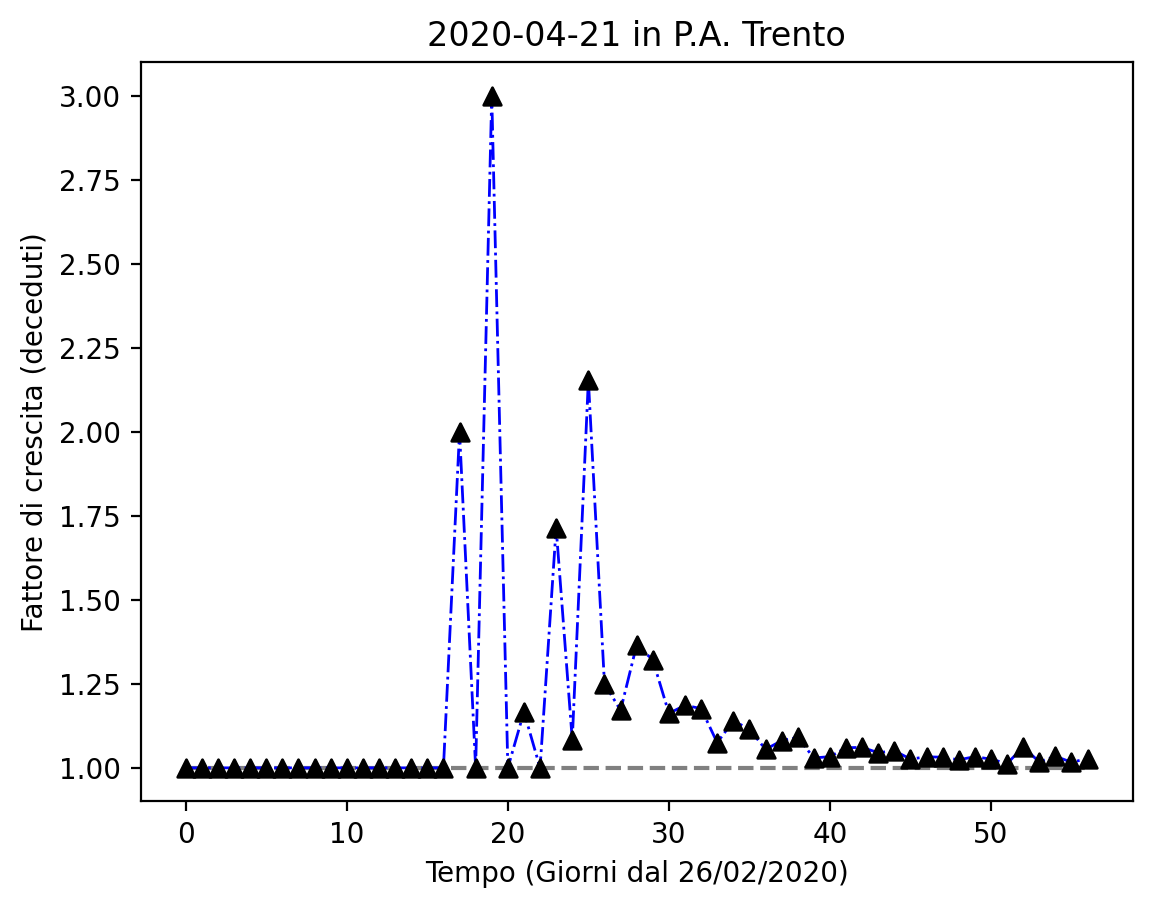 2020-04-21 in P.A. Trento
3.00
2.75
2.50
2.25
2.00
1.75
1.50
1.25
1.00
Fattore di crescita (deceduti)
0 10 20 30 40 50
Tempo (Giorni dal 26/02/2020)